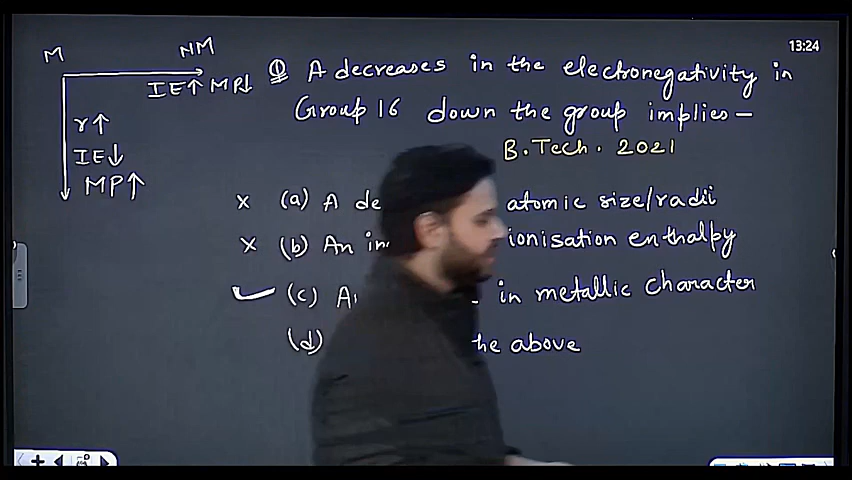 13:24
M NM
IE↑ MP↓
r↑
IE↓
MP↑
Q A decreases in the electronegativity in
Group 16 down the group implies —
B.Tech. 2021
x (a) A de atomic size/radii
x (b) An in ionisation enthalpy
✓ (c) A in metallic character
(d) he above